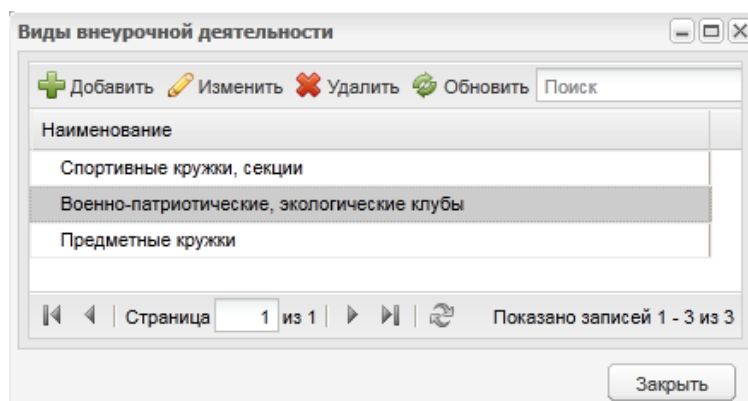 Виды внеурочной деятельности
Добавить Изменить Удалить Обновить Поиск
Наименование
Спортивные кружки, секции
Военно-патриотические, экологические клубы
Предметные кружки
Страница 1 из 1 Показано записей 1 - 3 из 3
Закрыть